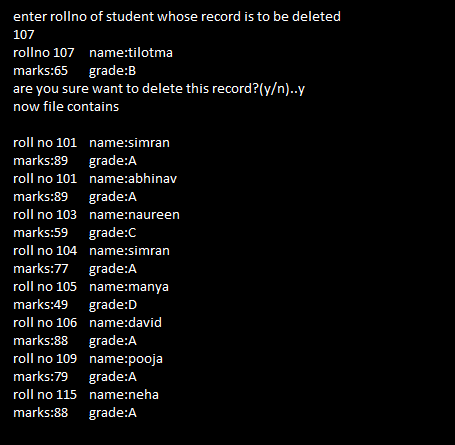 enter rollno of student whose record is to be deleted
107
rollno 107 name:tilotma
marks:65 grade:B
are you sure want to delete this record?(y/n)..y
now file contains
roll no 101 name:simran
marks:89 grade:A
roll no 101 name:abhinav
marks:89 grade:A
roll no 103 name:naureen
marks:59 grade:C
roll no 104 name:simran
marks:77 grade:A
roll no 105 name:manya
marks:49 grade:D
roll no 106 name:david
marks:88 grade:A
roll no 109 name:pooja
marks:79 grade:A
roll no 115 name:neha
marks:88 grade:A